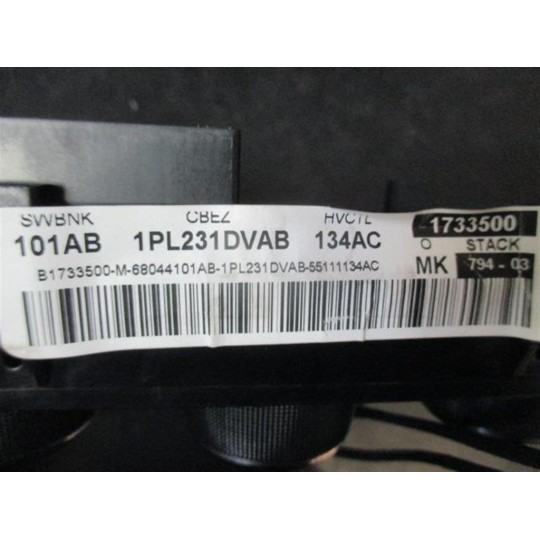 SWBNK CBEZ HVCTL 1733500
101AB 1PL231DVAB 134AC O STACK
B1733500-M-68044101AB-1PL231DVAB-55111134AC MK 794 - 03